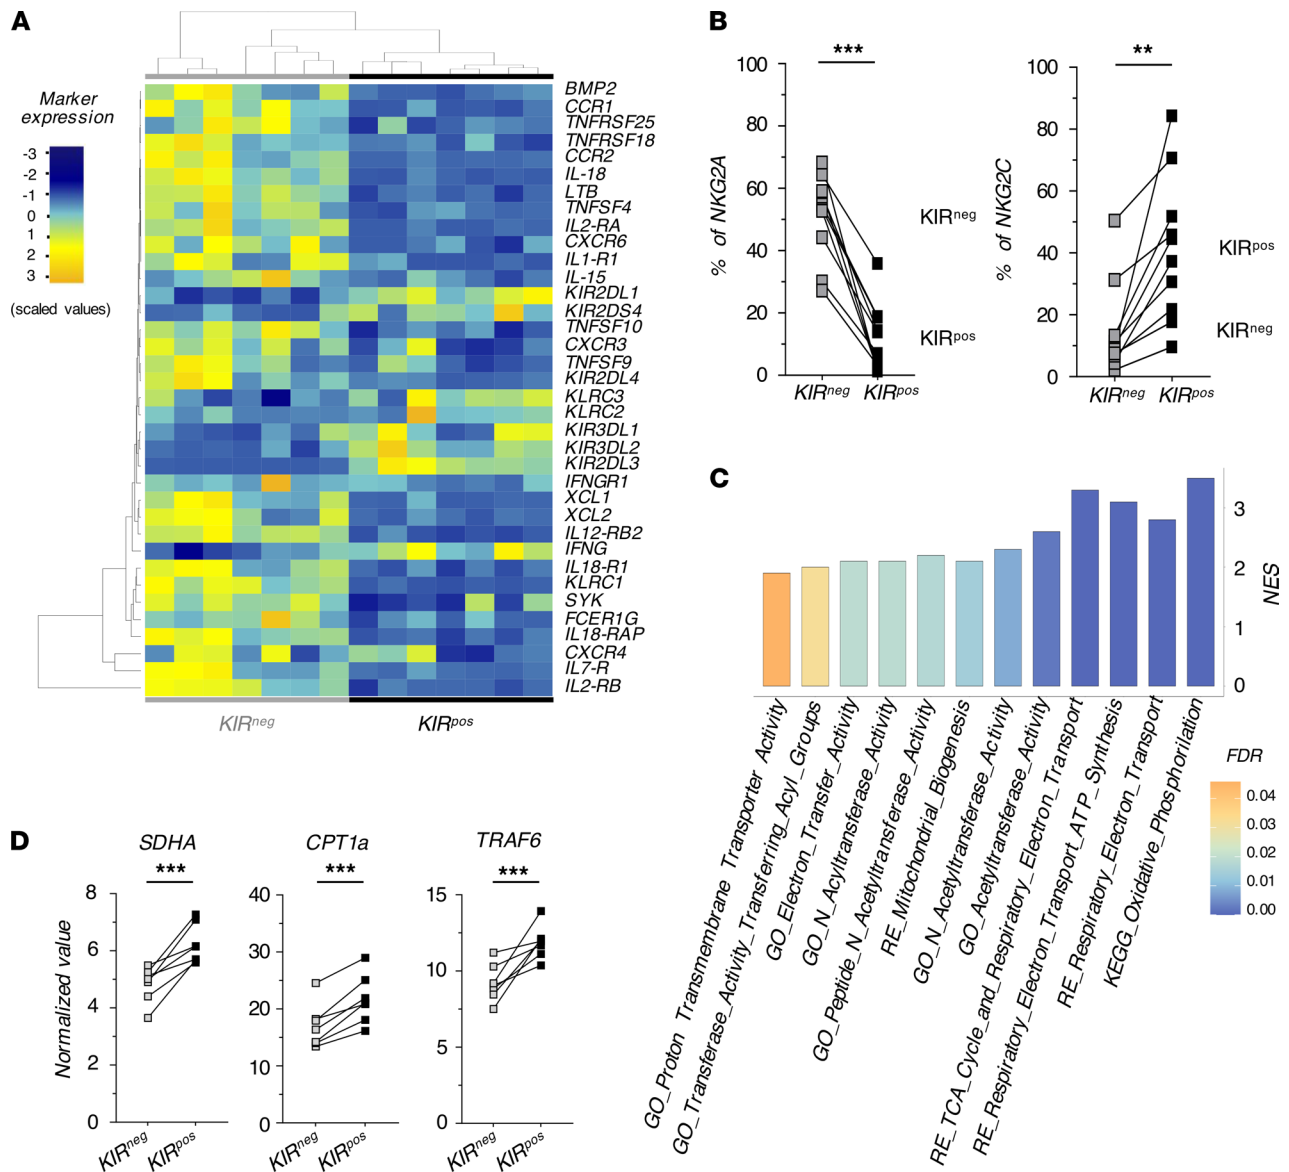 A
Marker
expression
-3
-2
-1
0
1
2
3
(scaled values)
BMP2
CCR1
TNFRSF25
TNFRSF18
CCR2
IL-18
LTB
TNFSF4
IL2-RA
CXCR6
IL1-R1
IL-15
KIR2DL1
KIR2DS4
TNFSF10
CXCR3
TNFSF9
KIR2DL4
KLRC3
KLRC2
KIR3DL1
KIR3DL2
KIR2DL3
IFNGR1
XCL1
XCL2
IL12-RB2
IFNG
IL18-R1
KLRC1
SYK
FCER1G
IL18-RAP
CXCR4
IL7-R
IL2-RB
KIRneg
KIRpos
B
***
% of NKG2A
100
80
60
40
20
0
KIRneg
KIRpos
KIRneg
KIRpos
**
% of NKG2C
100
80
60
40
20
0
KIRpos
KIRneg
KIRneg
KIRpos
C
3
2
1
0
NES
GO_Proton Transmembrane Transporter Activity
GO_Transferase_Activity_Transferring_Acyl_Groups
GO_Electron_Transfer_Activity
GO_N_Acyltransferase_Activity
GO_Peptide_N_Acetyltransferase_Activity
RE_Mitochondrial_Biogenesis
GO_N_Acetyltransferase_Activity
GO_Acetyltransferase_Activity
RE_TCA_Cycle_and_Respiratory_Electron_Transport
RE_Respiratory_Electron_Transport_ATP_Synthesis
RE_Respiratory_Electron_Transport
KEGG_Oxidative_Phosphorilation
FDR
0.04
0.03
0.02
0.01
0.00
D
SDHA
***
Normalized value
8
6
4
2
0
KIRneg
KIRpos
CPT1a
***
40
30
20
10
0
KIRneg
KIRpos
TRAF6
***
15
10
5
0
KIRneg
KIRpos